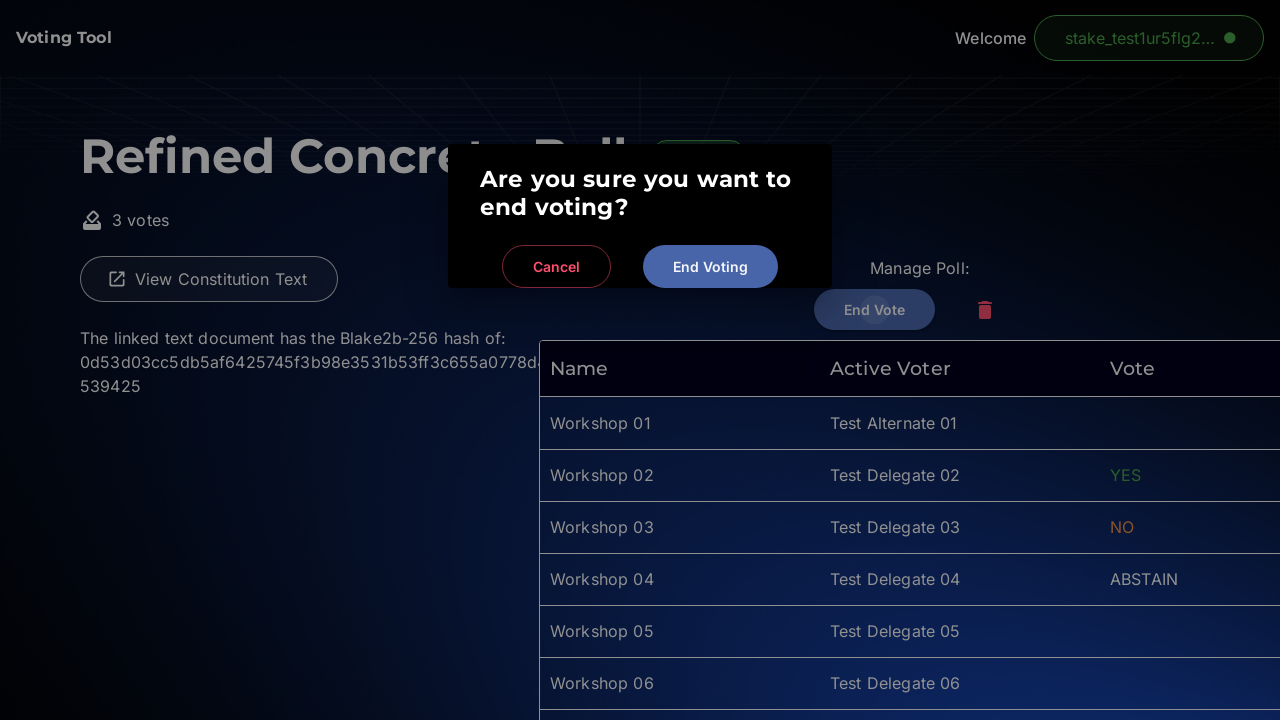 Voting Tool
Welcome
stake_test1ur5flg2...
Refined Concrete Poll
Are you sure you want to
end voting?
Cancel
End Voting
3 votes
View Constitution Text
Manage Poll:
End Vote
The linked text document has the Blake2b-256 hash of:
0d53d03cc5db5af6425745f3b98e3531b53ff3c655a0778d
539425
Name Active Voter Vote
Workshop 01 Test Alternate 01
Workshop 02 Test Delegate 02 YES
Workshop 03 Test Delegate 03 NO
Workshop 04 Test Delegate 04 ABSTAIN
Workshop 05 Test Delegate 05
Workshop 06 Test Delegate 06